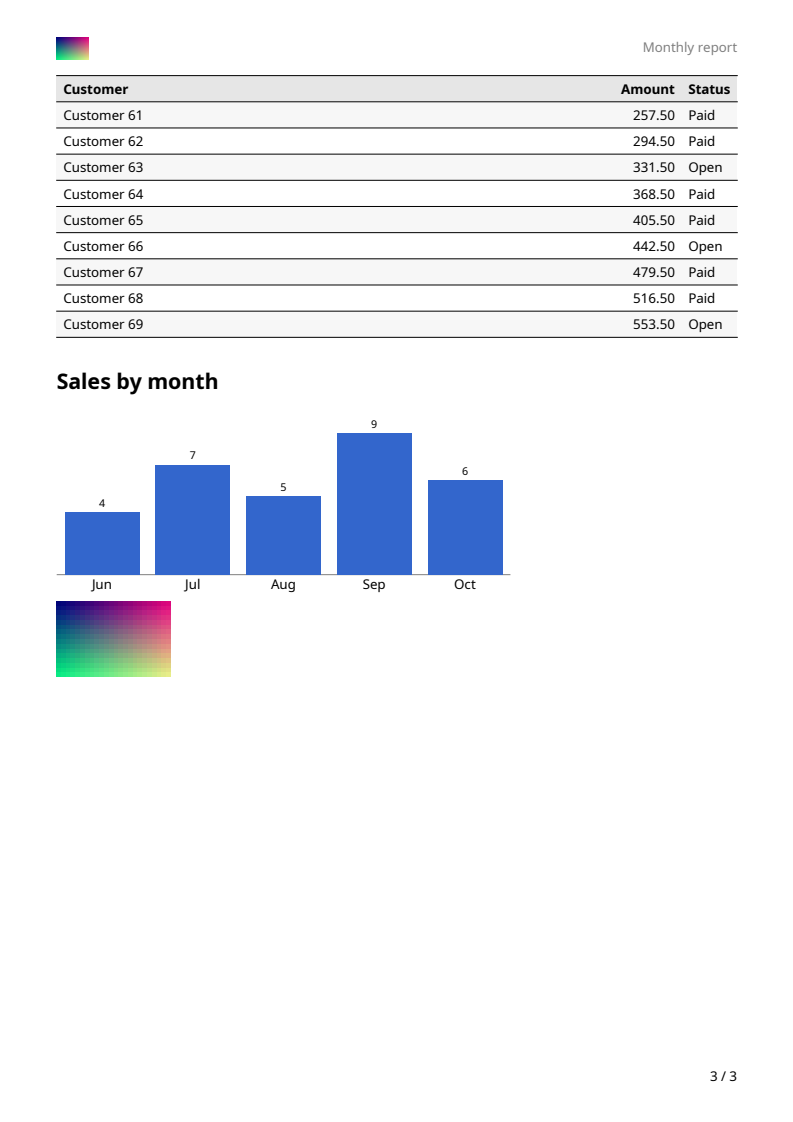 Monthly report
Customer Amount Status
Customer 61 257.50 Paid
Customer 62 294.50 Paid
Customer 63 331.50 Open
Customer 64 368.50 Paid
Customer 65 405.50 Paid
Customer 66 442.50 Open
Customer 67 479.50 Paid
Customer 68 516.50 Paid
Customer 69 553.50 Open
Sales by month
4 7 5 9 6
Jun Jul Aug Sep Oct
3 / 3